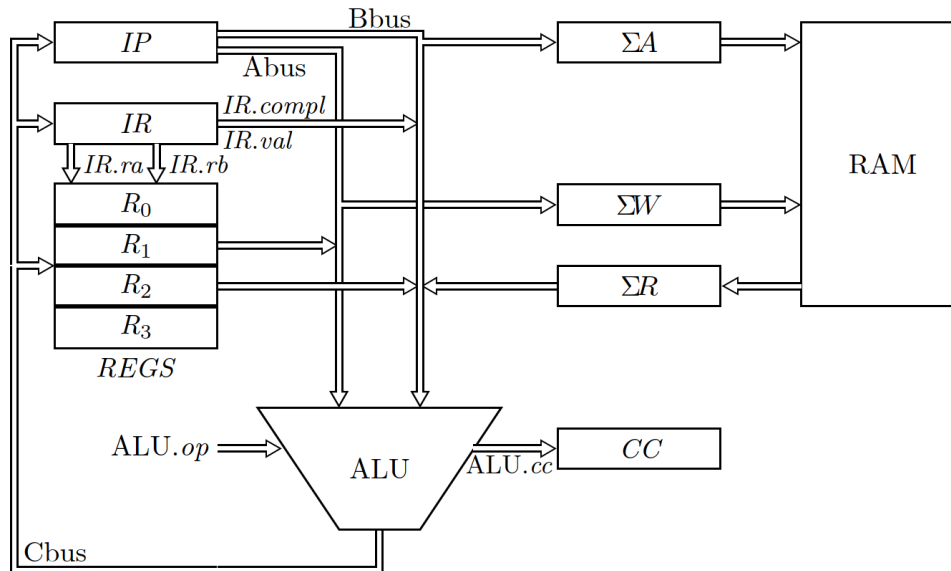 Bbus
IP
ΣA
Abus
IR.compl
IR
IR.val
IR.ra
IR.rb
RAM
R₀
ΣW
R₁
R₂
ΣR
R₃
REGS
ALU.op
ALU
ALU.cc
CC
Cbus